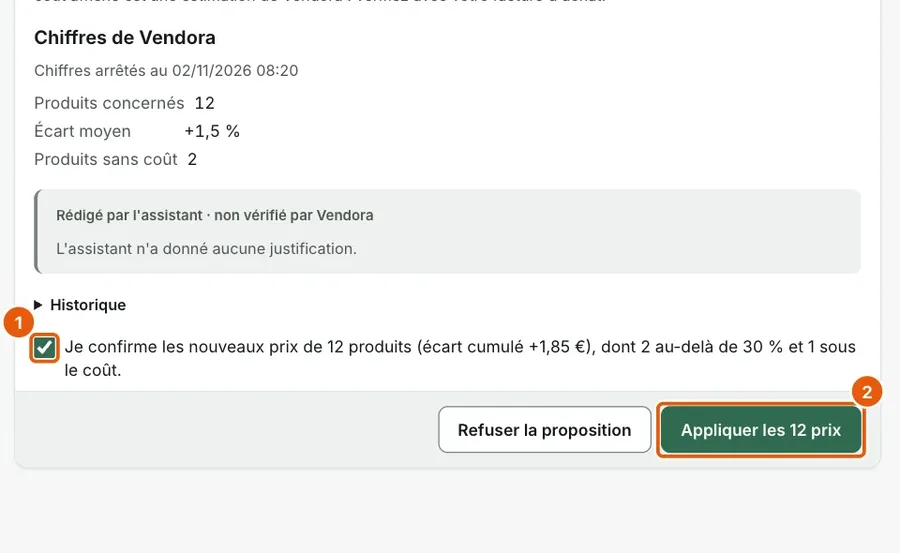 Chiffres de Vendora
Chiffres arrêtés au 02/11/2026 08:20
Produits concernés 12
Écart moyen +1,5 %
Produits sans coût 2
Rédigé par l'assistant · non vérifié par Vendora
L'assistant n'a donné aucune justification.
Historique
1
Je confirme les nouveaux prix de 12 produits (écart cumulé +1,85 €), dont 2 au-delà de 30 % et 1 sous
le coût.
2
Refuser la proposition
Appliquer les 12 prix